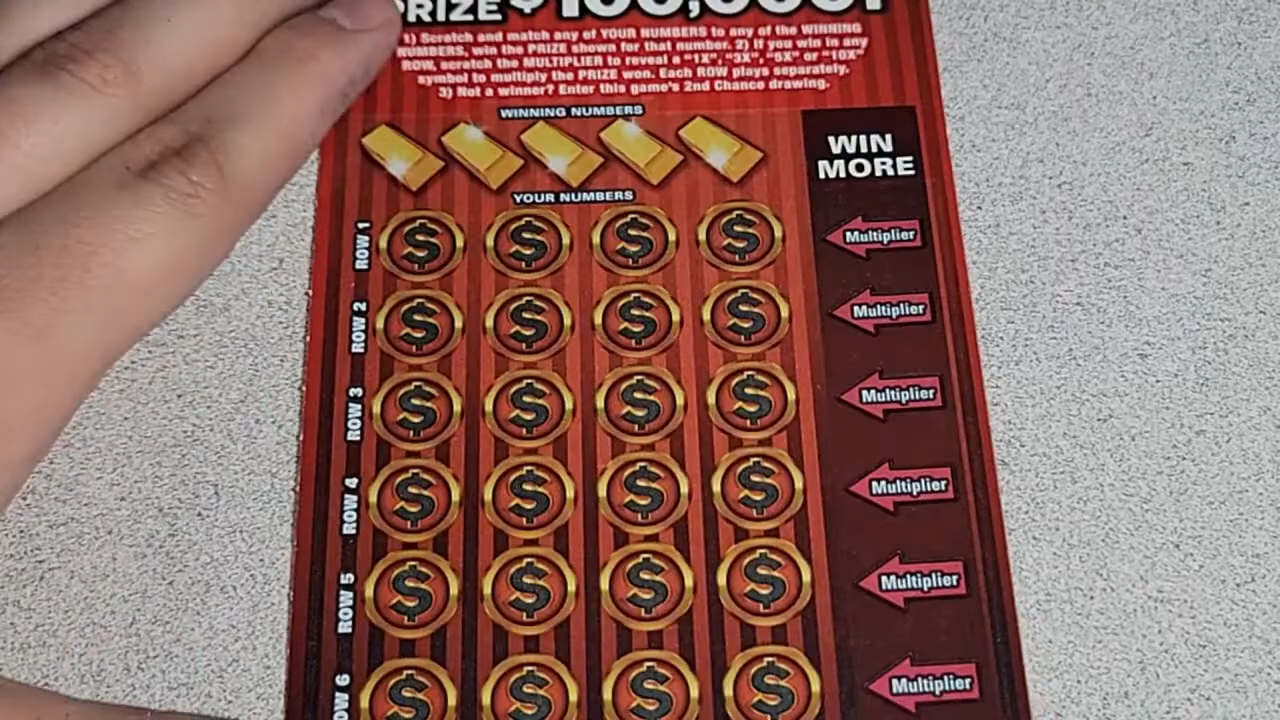 PRIZE $100,000!
1) Scratch and match any of YOUR NUMBERS to any of the WINNING
NUMBERS, win the PRIZE shown for that number. 2) If you win in any
ROW, scratch the MULTIPLIER to reveal a "1X", "3X", "5X" or "10X"
symbol to multiply the PRIZE won. Each ROW plays separately.
3) Not a winner? Enter this game's 2nd Chance drawing.
WINNING NUMBERS
WIN
MORE
YOUR NUMBERS
ROW 1 $ $ $ $ Multiplier
ROW 2 $ $ $ $ Multiplier
ROW 3 $ $ $ $ Multiplier
ROW 4 $ $ $ $ Multiplier
ROW 5 $ $ $ $ Multiplier
OW 6 $ $ $ $ Multiplier